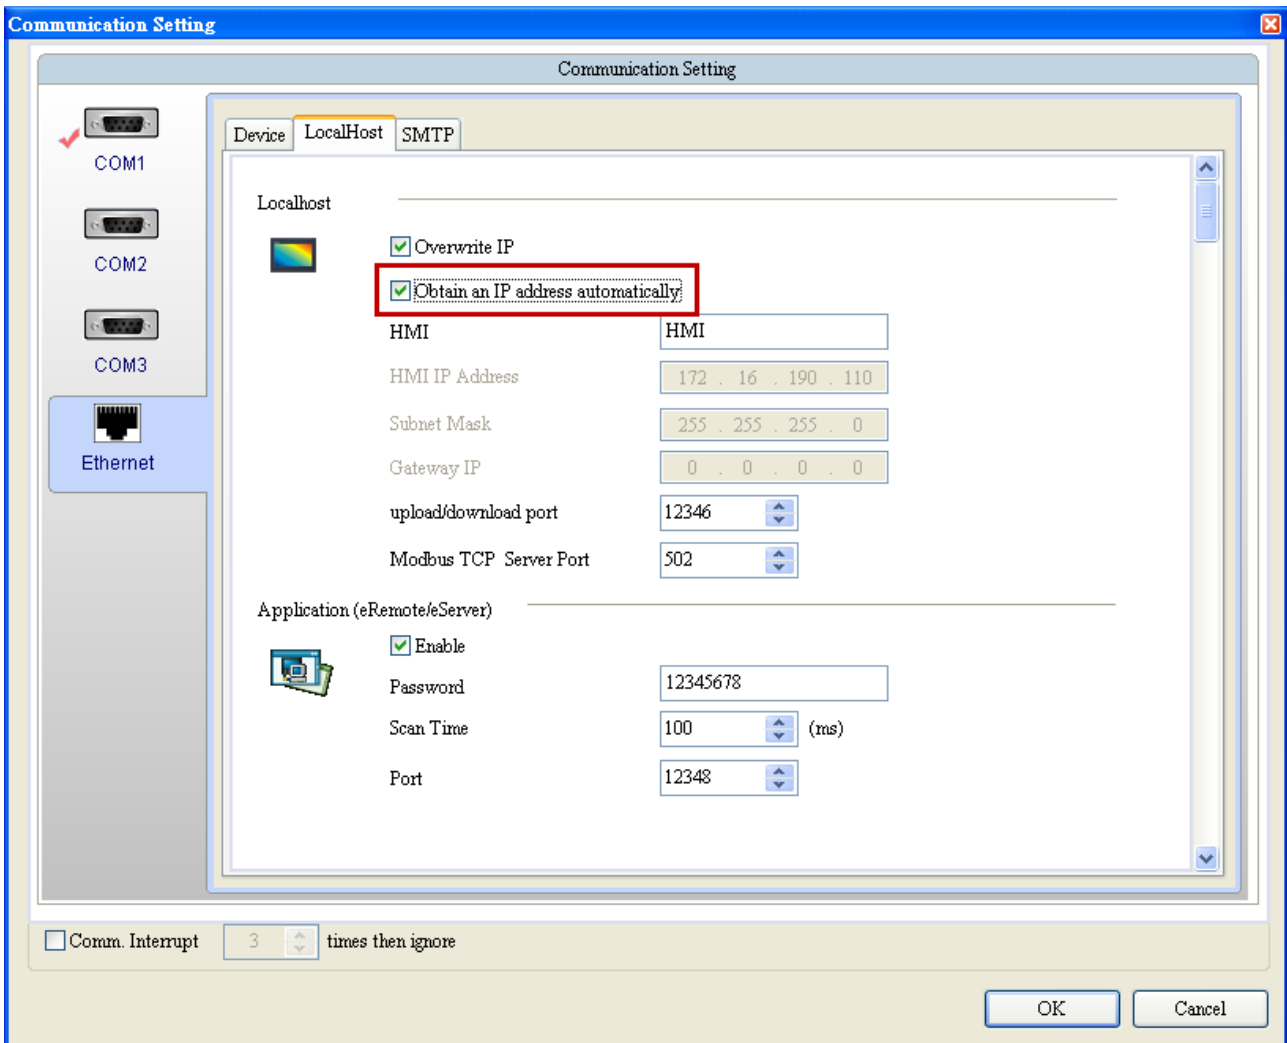 Communication Setting
Communication Setting
COM1
COM2
COM3
Ethernet
Device LocalHost SMTP
Localhost
Overwrite IP
Obtain an IP address automatically
HMI HMI
HMI IP Address 172 . 16 . 190 . 110
Subnet Mask 255 . 255 . 255 . 0
Gateway IP 0 . 0 . 0 . 0
upload/download port 12346
Modbus TCP Server Port 502
Application (eRemote/eServer)
Enable
Password 12345678
Scan Time 100 (ms)
Port 12348
Comm. Interrupt 3 times then ignore
OK Cancel